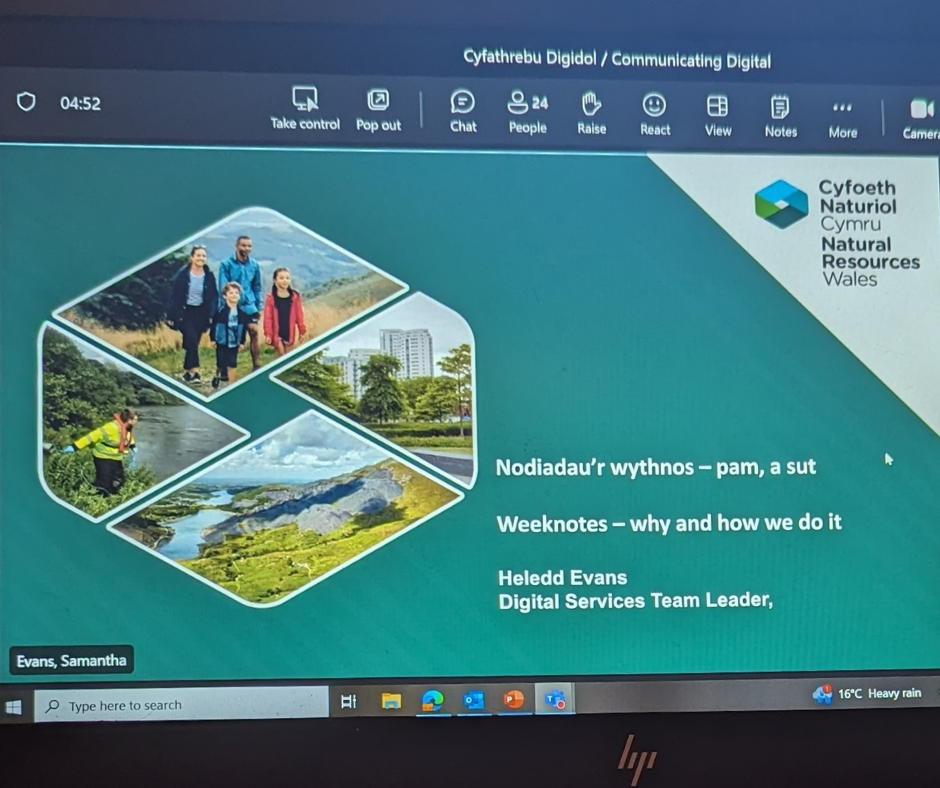 Cyfathrebu Digidol / Communicating Digital
04:52
Take control
Pop out
Chat
24
People
Raise
React
View
Notes
More
Cyfoeth
Naturiol
Cymru
Natural
Resources
Wales
Nodiadau'r wythnos – pam, a sut
Weeknotes – why and how we do it
Heledd Evans
Digital Services Team Leader,
Evans, Samantha
Type here to search
16°C Heavy rain
hp